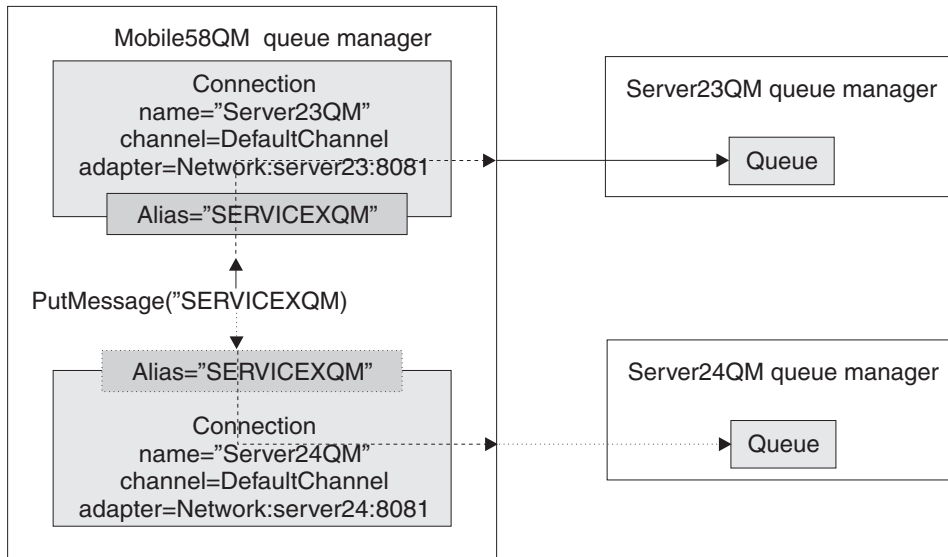 Mobile58QM queue manager
Connection
name="Server23QM"
channel=DefaultChannel
adapter=Network:server23:8081
Alias="SERVICEXQM"
PutMessage("SERVICEXQM)
Alias="SERVICEXQM"
Connection
name="Server24QM"
channel=DefaultChannel
adapter=Network:server24:8081
Server23QM queue manager
Queue
Server24QM queue manager
Queue